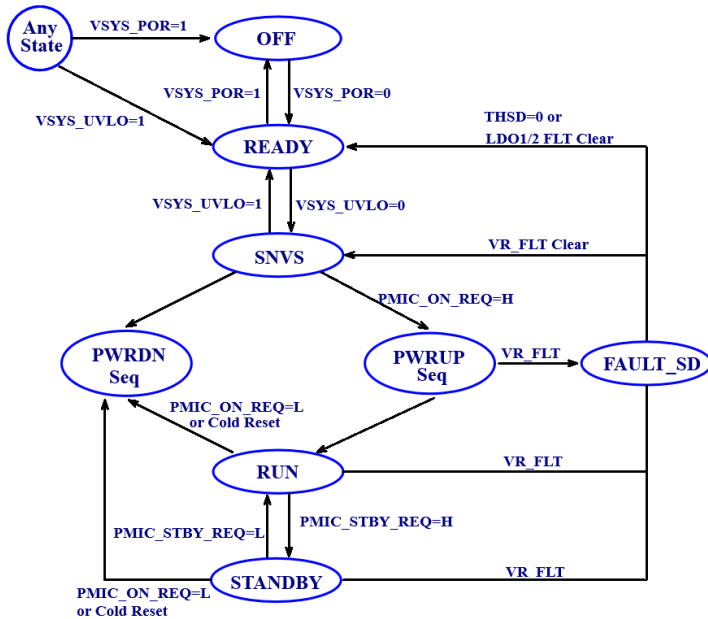 Any
State
VSYS_POR=1
OFF
VSYS_POR=1
VSYS_POR=0
VSYS_UVLO=1
THSD=0 or
LDO1/2 FLT Clear
READY
VSYS_UVLO=1
VSYS_UVLO=0
SNVS
VR_FLT Clear
PMIC_ON_REQ=H
PWRDN
Seq
PWRUP
Seq
VR_FLT
FAULT_SD
PMIC_ON_REQ=L
or Cold Reset
RUN
VR_FLT
PMIC_STBY_REQ=L
PMIC_STBY_REQ=H
STANDBY
VR_FLT
PMIC_ON_REQ=L
or Cold Reset